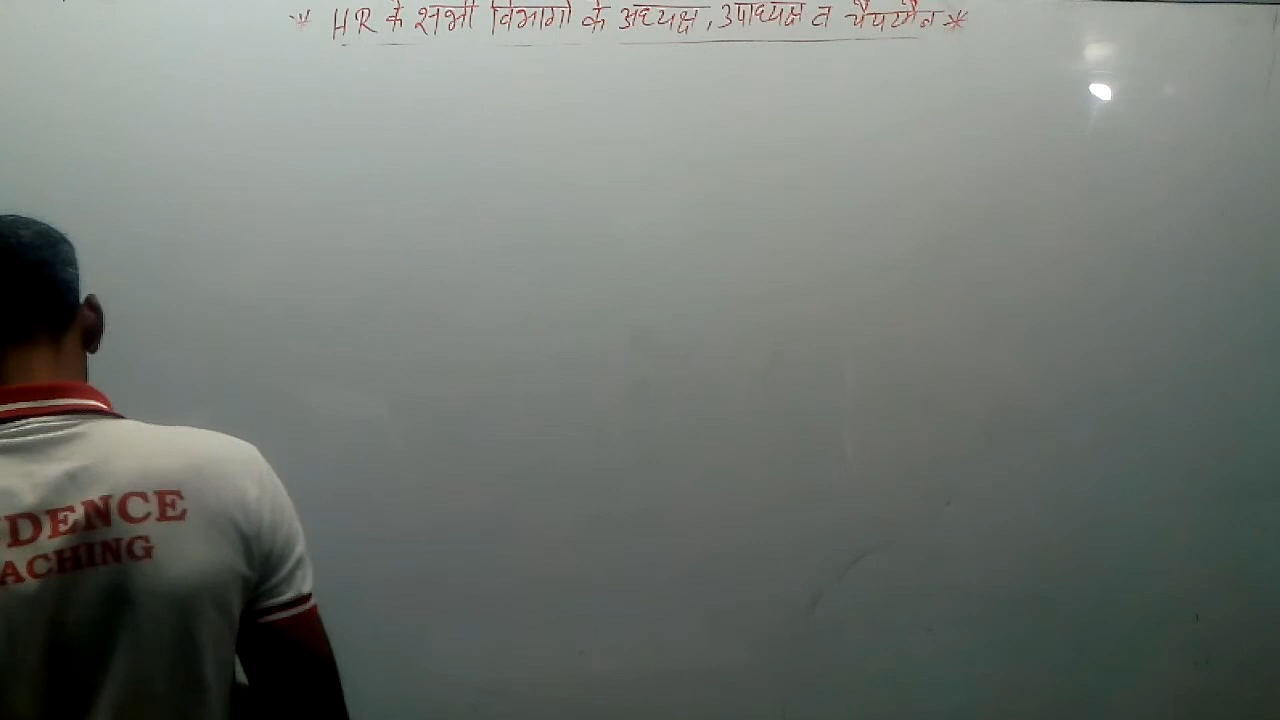 * HR के सभी विभागों के अध्यक्ष, उपाध्यक्ष व चैयरमैन *
DENCE
ACHING